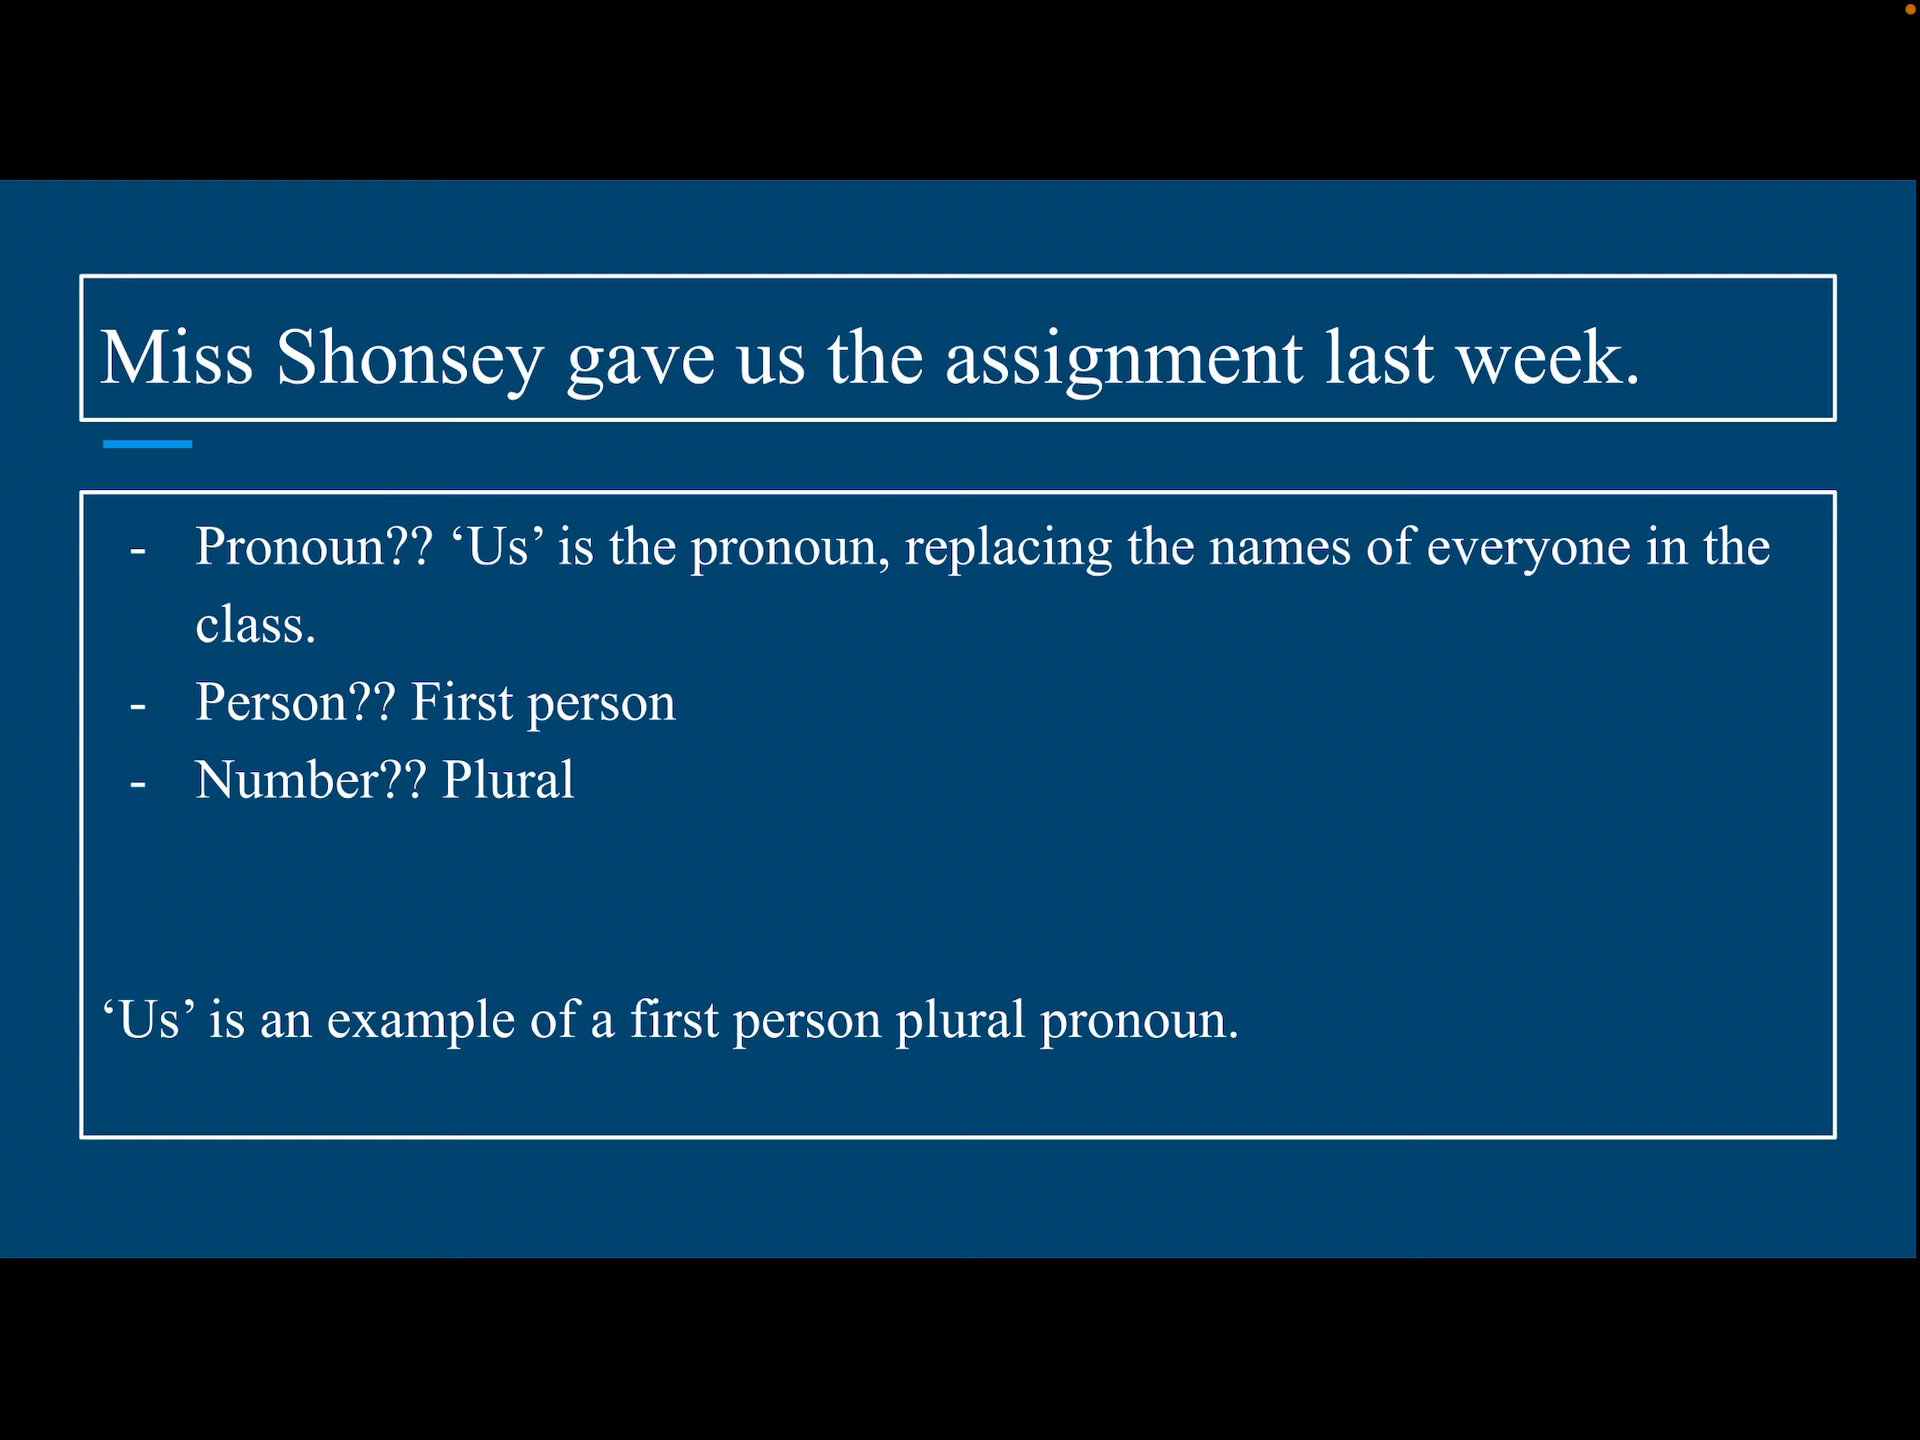 Miss Shonsey gave us the assignment last week.
- Pronoun?? ‘Us’ is the pronoun, replacing the names of everyone in the
class.
- Person?? First person
- Number?? Plural
‘Us’ is an example of a first person plural pronoun.